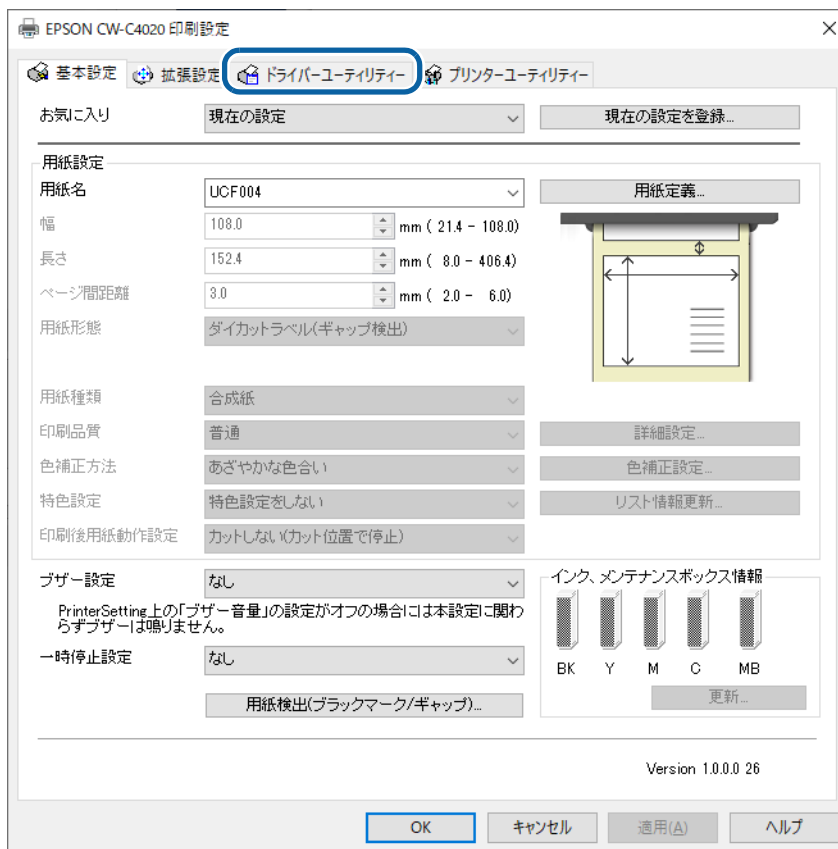 EPSON CW-C4020 印刷設定
基本設定 拡張設定 ドライバーユーティリティー プリンターユーティリティー
お気に入り 現在の設定 現在の設定を登録...
用紙設定
用紙名 UCF004 用紙定義...
幅 108.0 mm ( 21.4 - 108.0)
長さ 152.4 mm ( 8.0 - 406.4)
ページ間距離 3.0 mm ( 2.0 - 6.0)
用紙形態 ダイカットラベル(ギャップ検出)
用紙種類 合成紙
印刷品質 普通 詳細設定...
色補正方法 あざやかな色合い 色補正設定...
特色設定 特色設定をしない リスト情報更新...
印刷後用紙動作設定 カットしない(カット位置で停止)
ブザー設定 なし インク、メンテナンスボックス情報
PrinterSetting上の「ブザー音量」の設定がオフの場合には本設定に関わ
らずブザーは鳴りません。
一時停止設定 なし
BK Y M C MB
用紙検出(ブラックマーク/ギャップ)... 更新...
Version 1.0.0.0 26
OK キャンセル 適用(A) ヘルプ